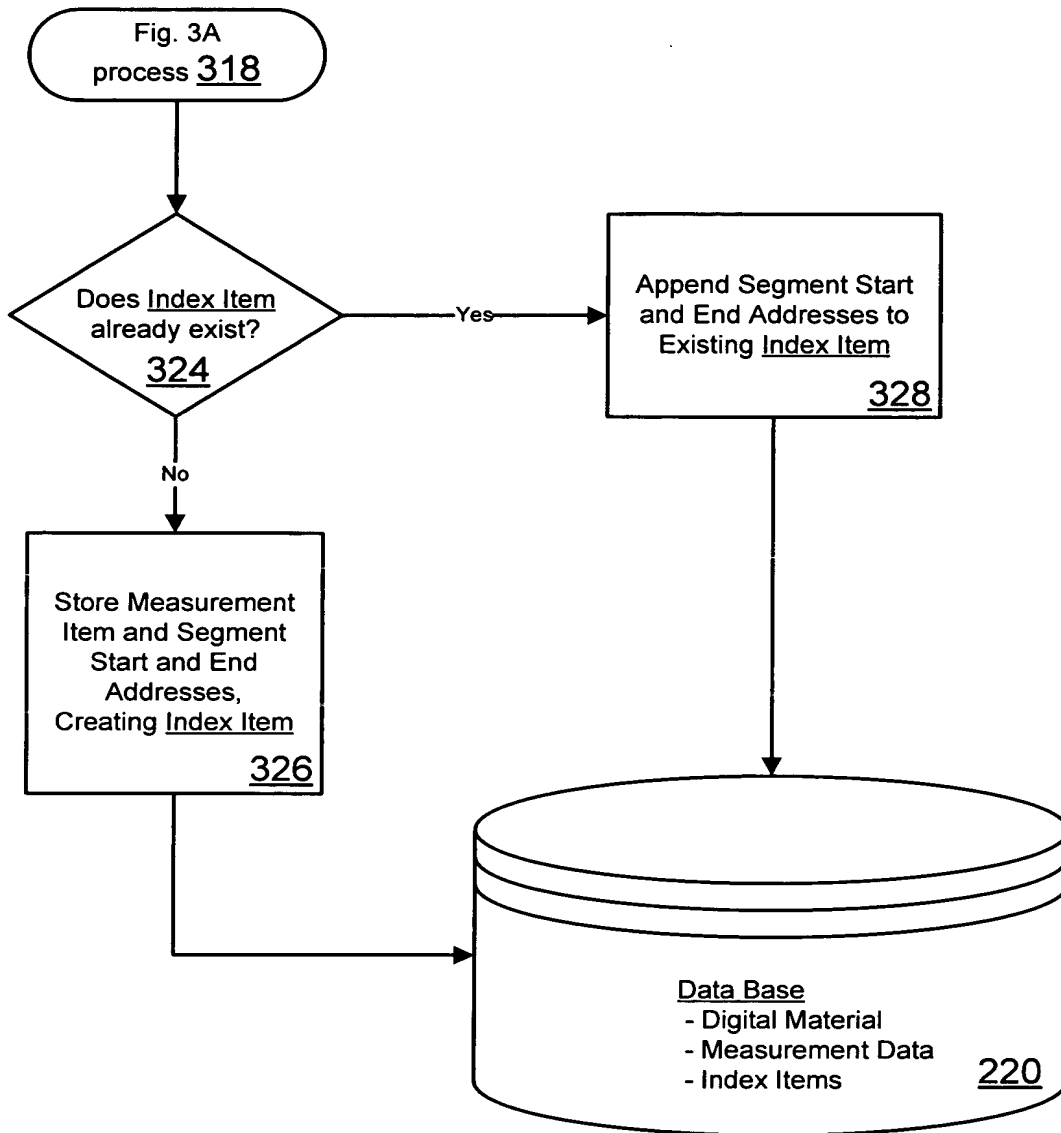 Fig. 3A
process 318
Does Index Item
already exist?
324
Yes
Append Segment Start
and End Addresses to
Existing Index Item
328
No
Store Measurement
Item and Segment
Start and End
Addresses,
Creating Index Item
326
Data Base
- Digital Material
- Measurement Data
- Index Items
220